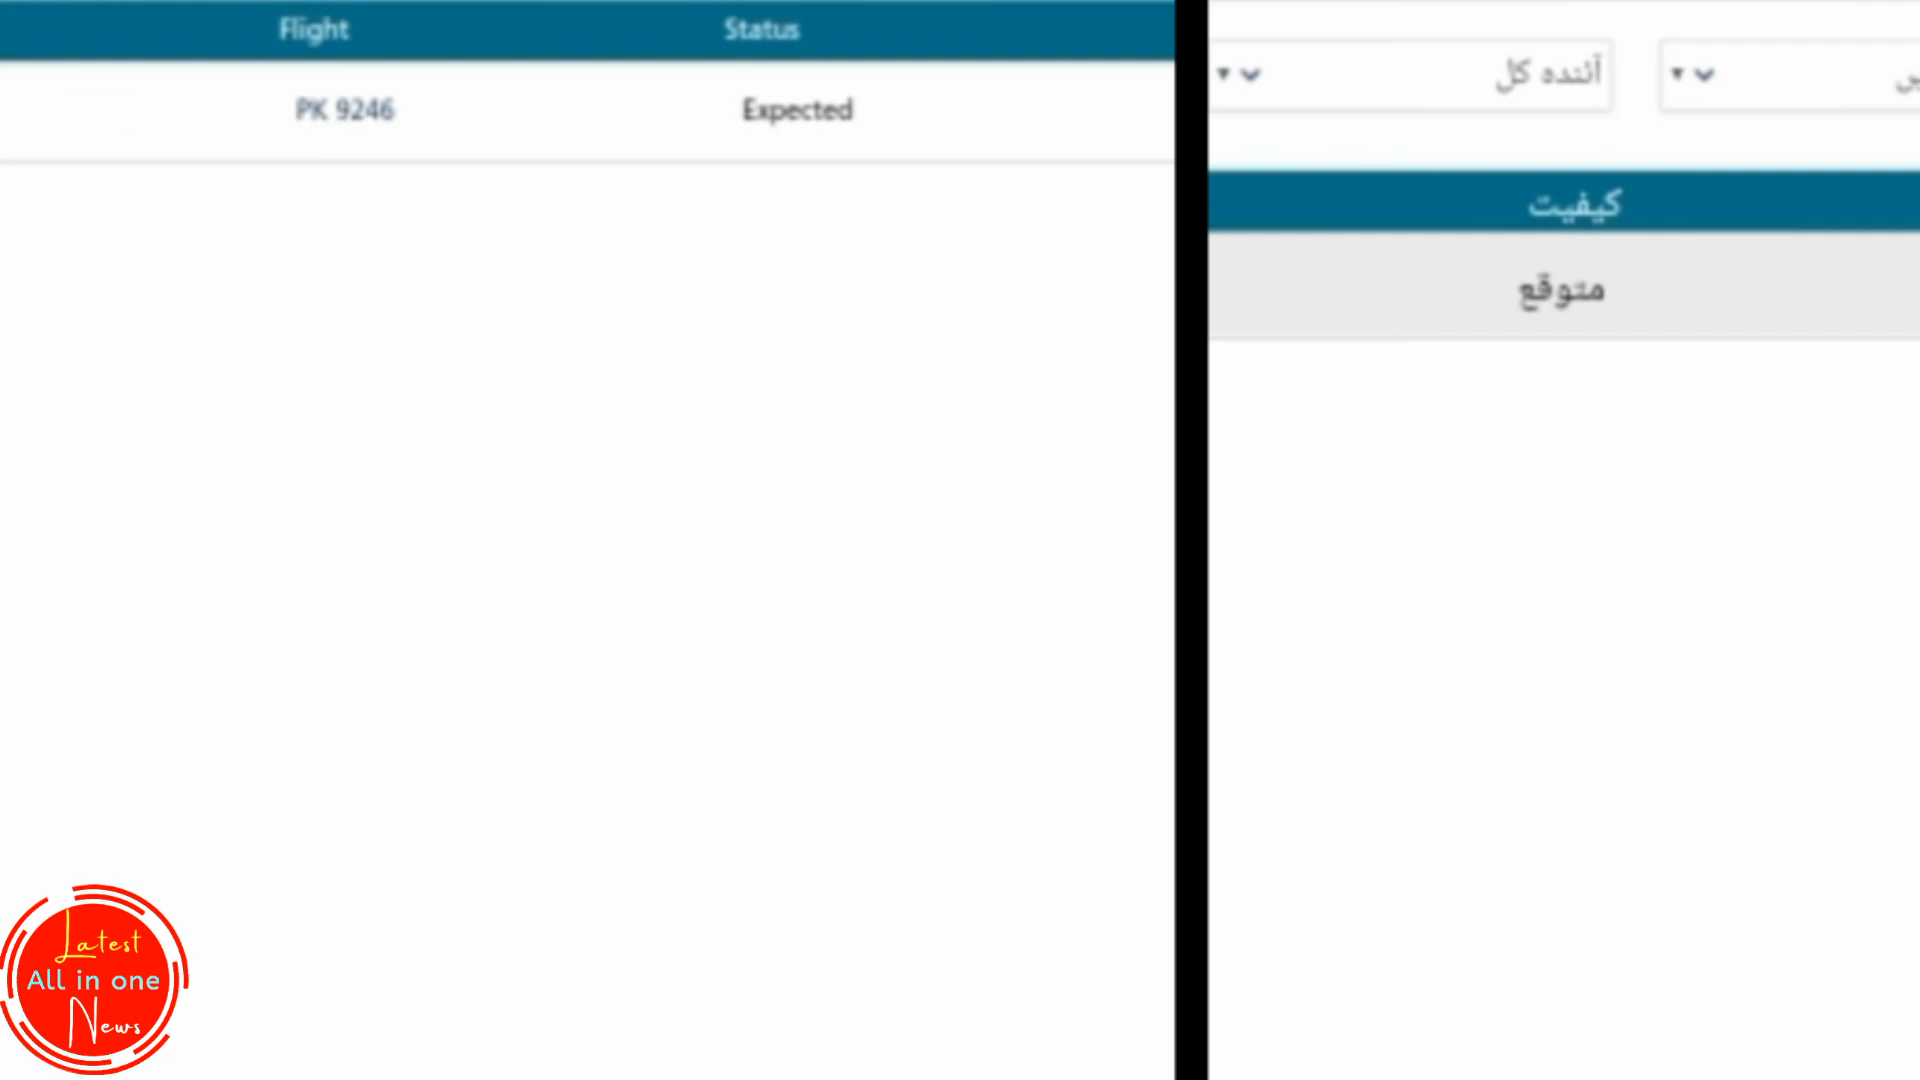 Flight Status
PK 9246 Expected
آئندہ کل
کیفیت
متوقع
Latest
All in one
News